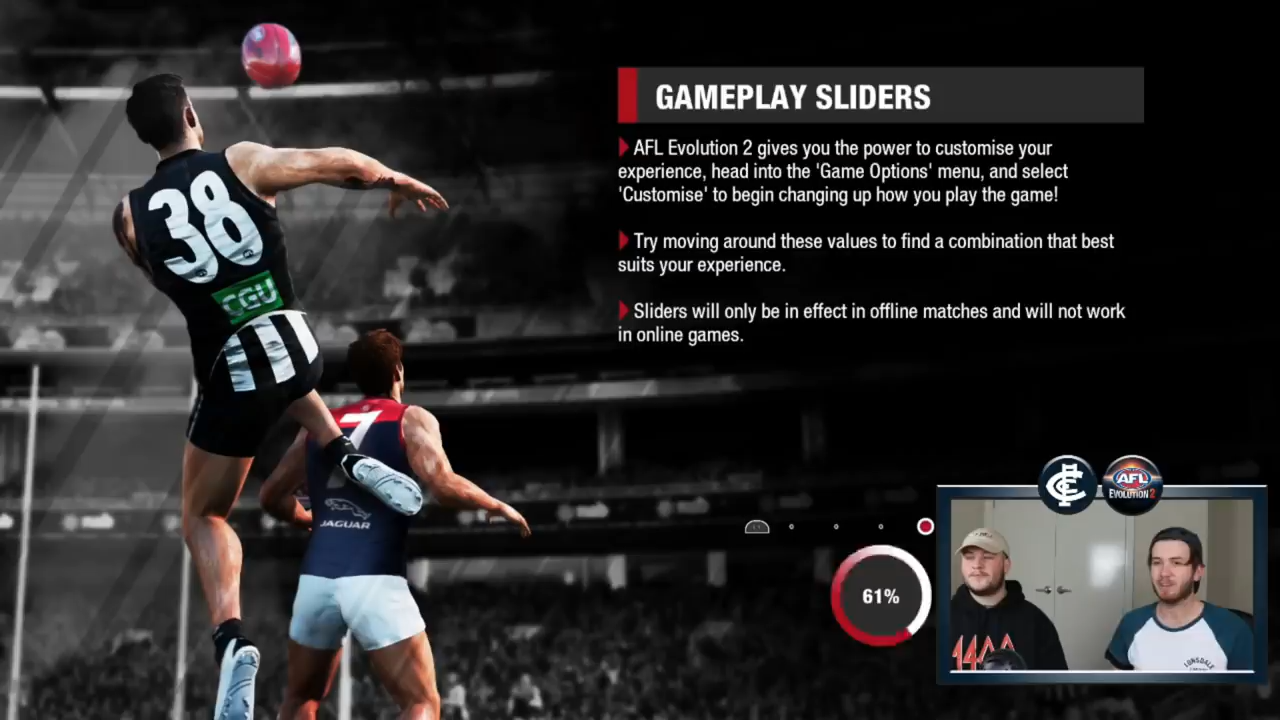 GAMEPLAY SLIDERS
AFL Evolution 2 gives you the power to customise your
experience, head into the 'Game Options' menu, and select
'Customise' to begin changing up how you play the game!
Try moving around these values to find a combination that best
suits your experience.
Sliders will only be in effect in offline matches and will not work
in online games.
38
CGU
7
JAGUAR
61%
CFC
AFL
EVOLUTION 2
LONSDALE